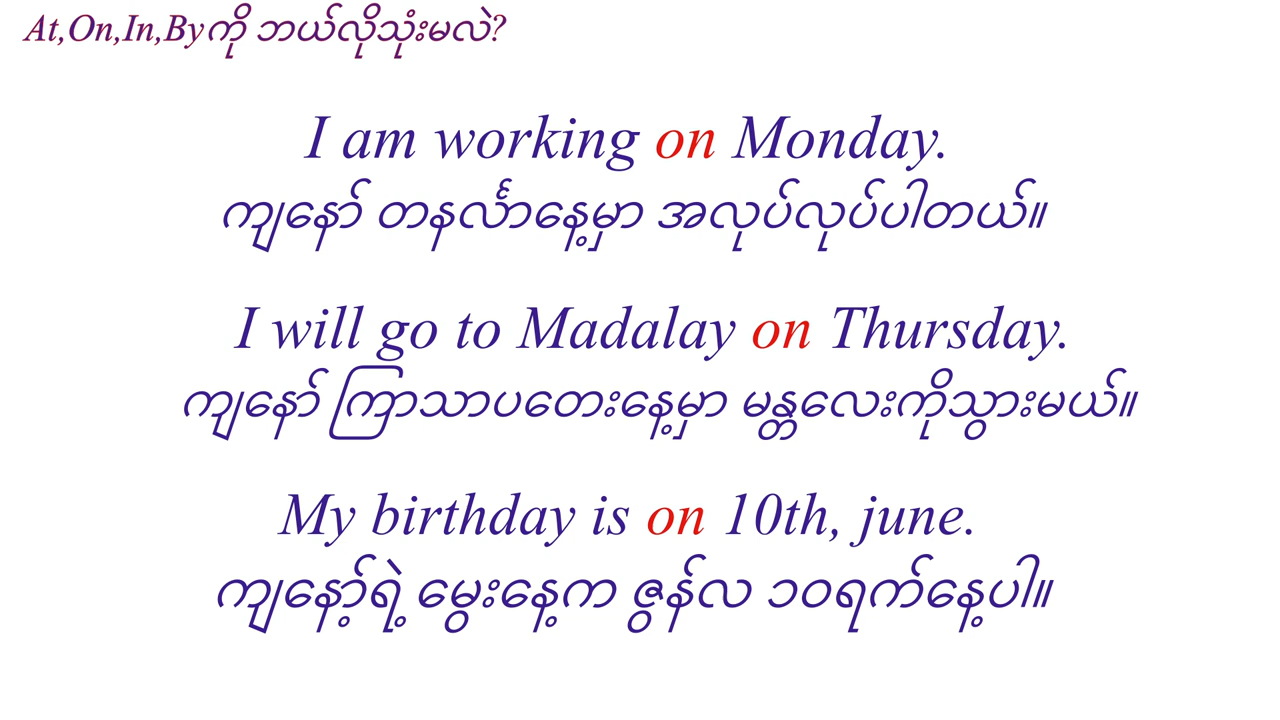 At,On,In,Byကို ဘယ်လိုသုံးမလဲ?
I am working on Monday.
ကျနော် တနင်္လာနေ့မှာ အလုပ်လုပ်ပါတယ်။
I will go to Madalay on Thursday.
ကျနော် ကြာသာပတေးနေ့မှာ မန္တလေးကိုသွားမယ်။
My birthday is on 10th, june.
ကျနော့်ရဲ့ မွေးနေ့က ဇွန်လ ၁၀ရက်နေ့ပါ။